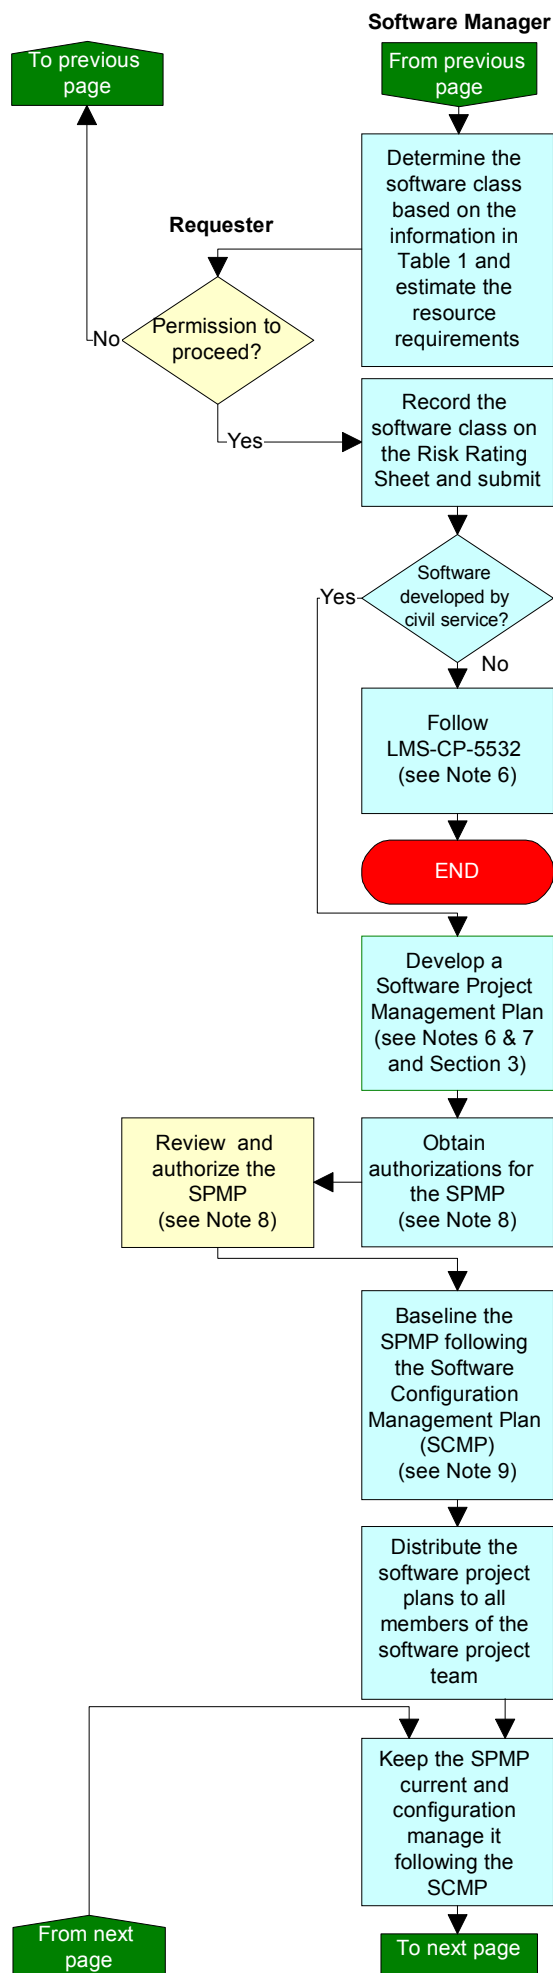 Software Manager
To previous
page
From previous
page
Determine the
software class
based on the
information in
Table 1 and
estimate the
resource
requirements
Requester
Permission to
proceed?
No
Yes
Record the
software class on
the Risk Rating
Sheet and submit
Software
developed by
civil service?
Yes
No
Follow
LMS-CP-5532
(see Note 6)
END
Develop a
Software Project
Management Plan
(see Notes 6 & 7
and Section 3)
Review and
authorize the
SPMP
(see Note 8)
Obtain
authorizations for
the SPMP
(see Note 8)
Baseline the
SPMP following
the Software
Configuration
Management Plan
(SCMP)
(see Note 9)
Distribute the
software project
plans to all
members of the
software project
team
Keep the SPMP
current and
configuration
manage it
following the
SCMP
From next
page
To next page